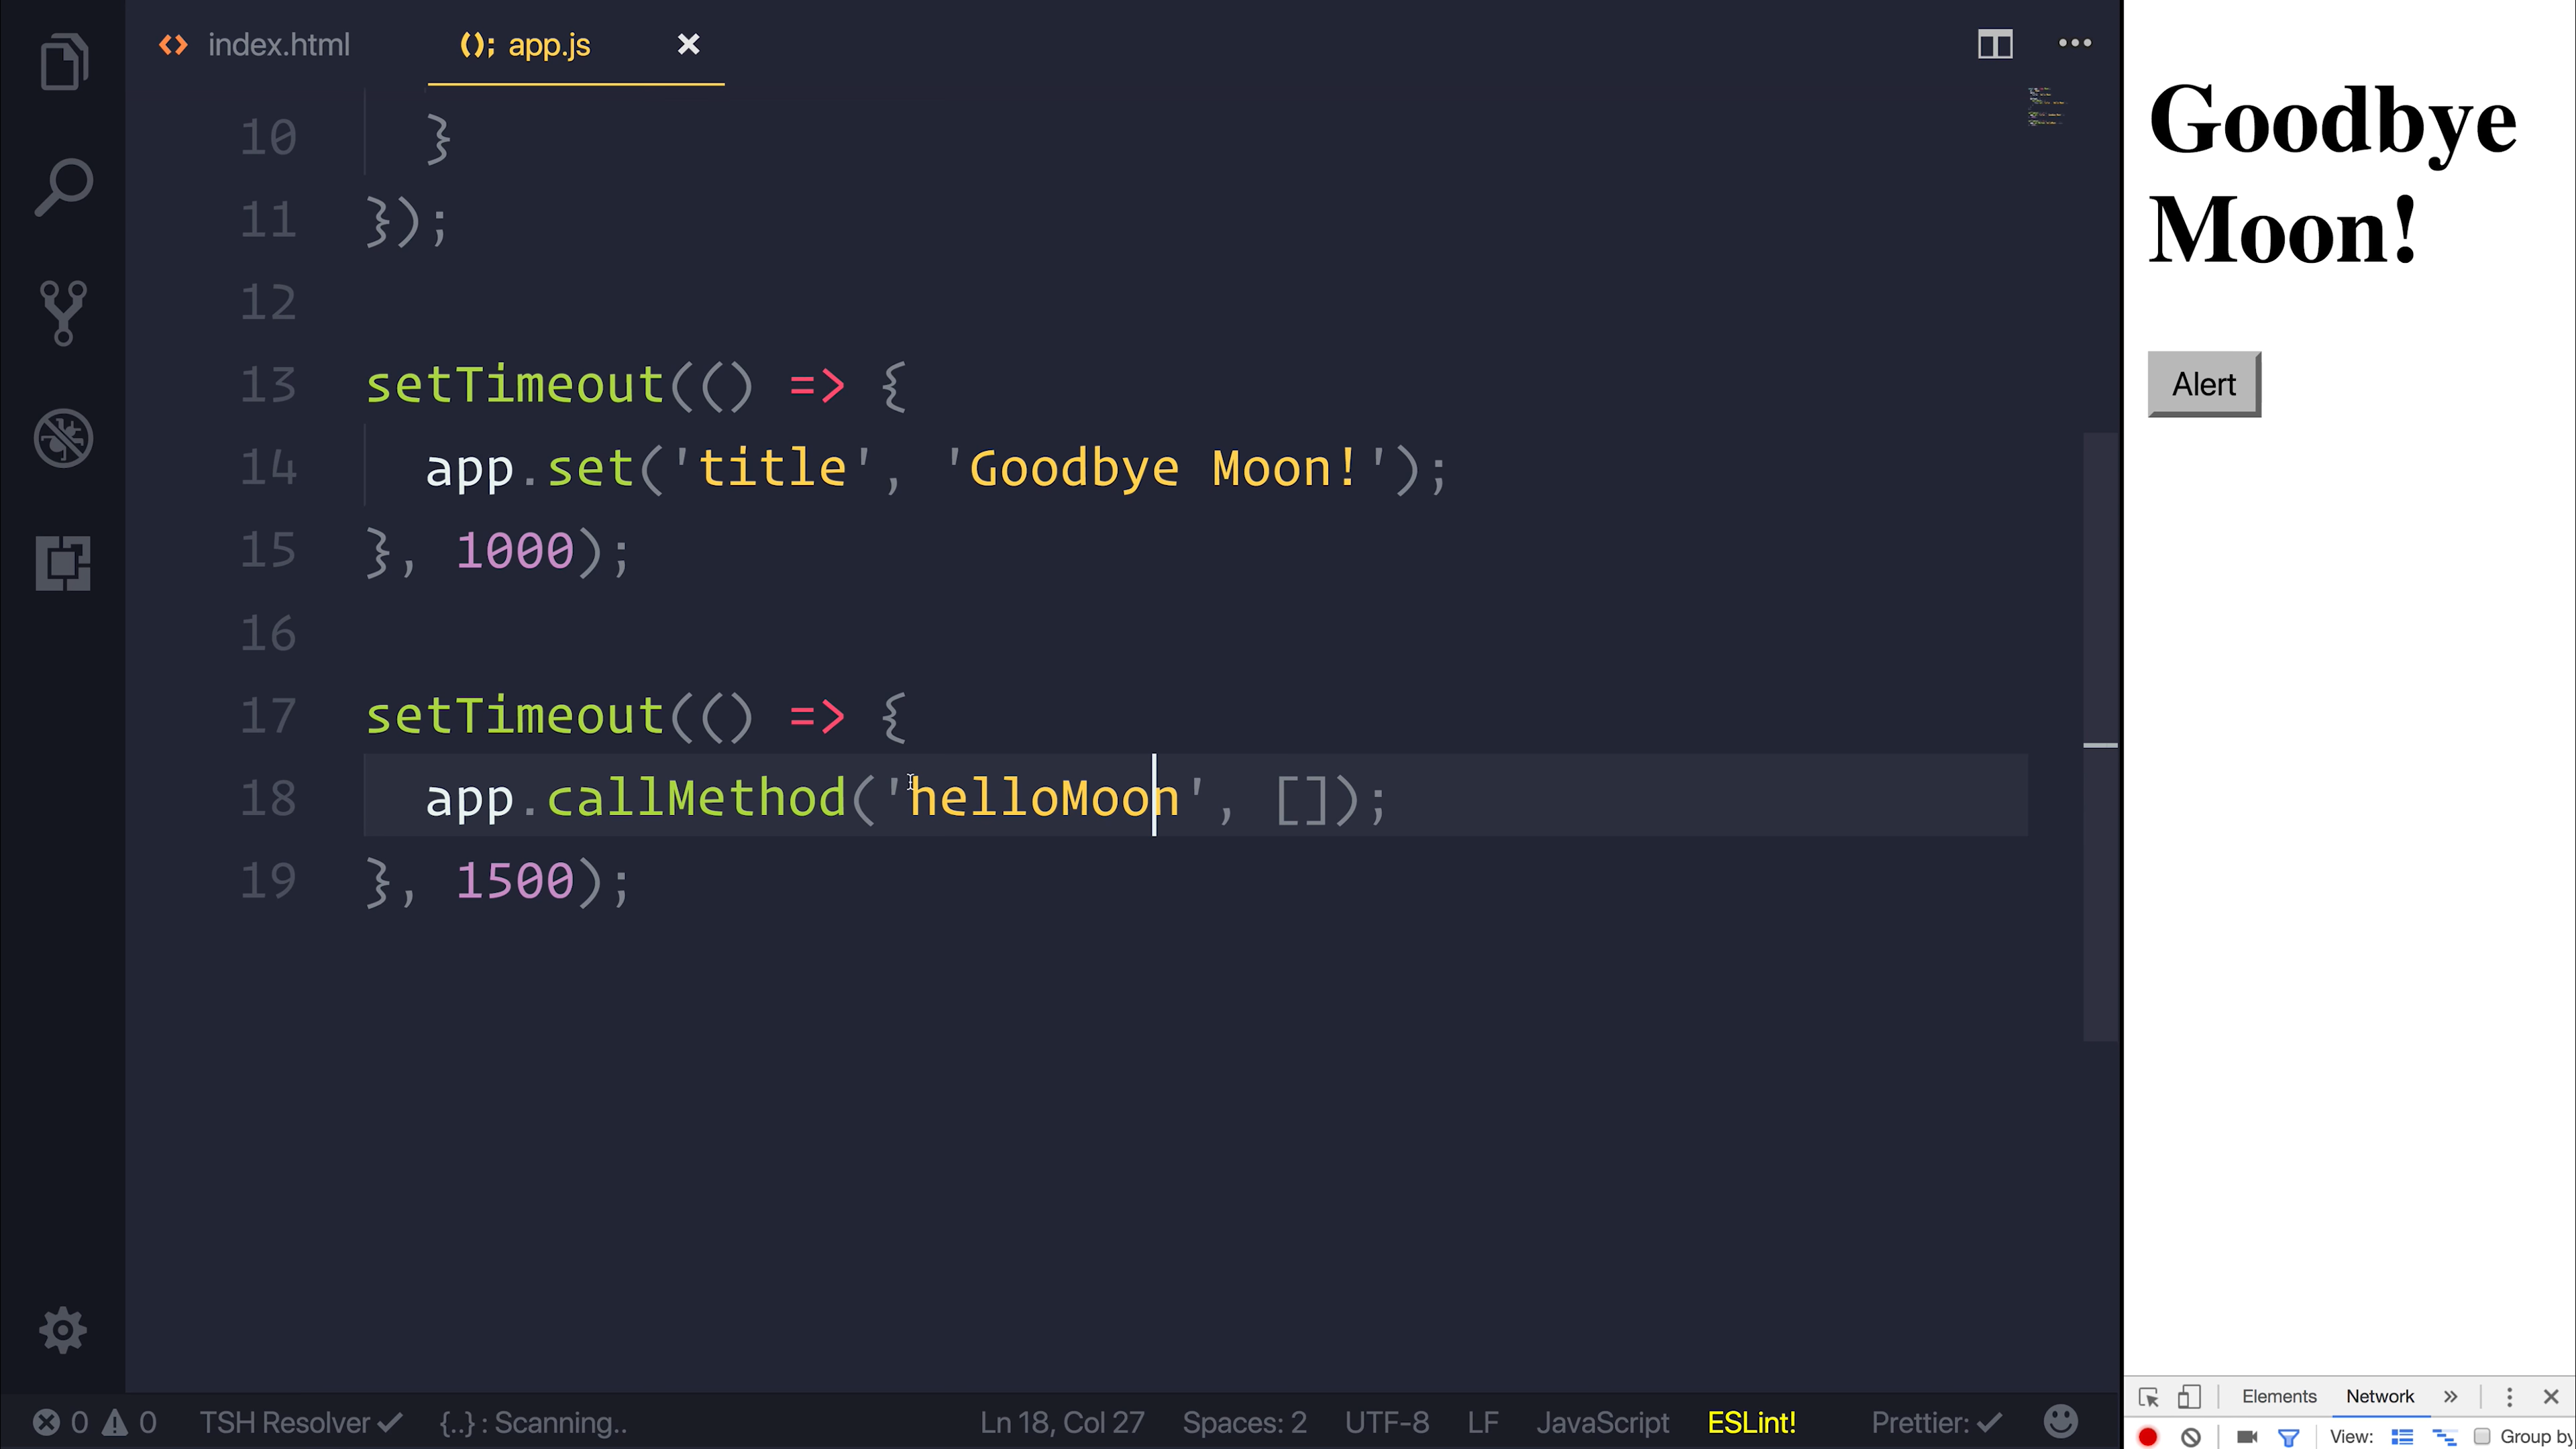 index.html
(); app.js
10 }
11 });
12
13 setTimeout(() => {
14 app.set('title', 'Goodbye Moon!');
15 }, 1000);
16
17 setTimeout(() => {
18 app.callMethod('helloMoon', []);
19 }, 1500);
0 0 TSH Resolver {..} : Scanning.. Ln 18, Col 27 Spaces: 2 UTF-8 LF JavaScript ESLint! Prettier:
Goodbye
Moon!
Alert
Elements Network »
View: Group by